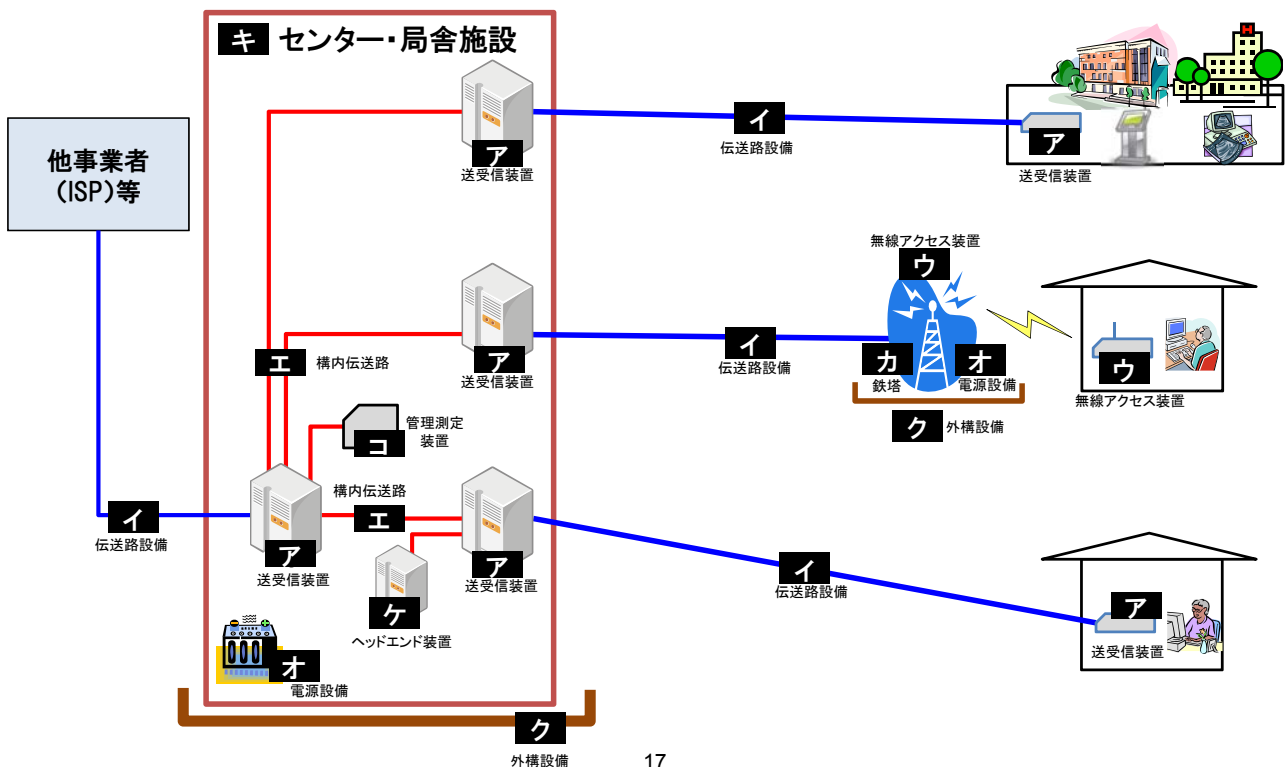 キ センター・局舎施設
他事業者
(ISP)等
ア
送受信装置
イ
伝送路設備
H
ア
送受信装置
無線アクセス装置
ウ
エ 構内伝送路
ア
送受信装置
イ
伝送路設備
カ
鉄塔
オ
電源設備
ク 外構設備
ウ
無線アクセス装置
コ
管理測定
装置
イ
伝送路設備
ア
送受信装置
構内伝送路
エ
ア
送受信装置
ケ
ヘッドエンド装置
イ
伝送路設備
ア
送受信装置
オ
電源設備
ク
外構設備
17